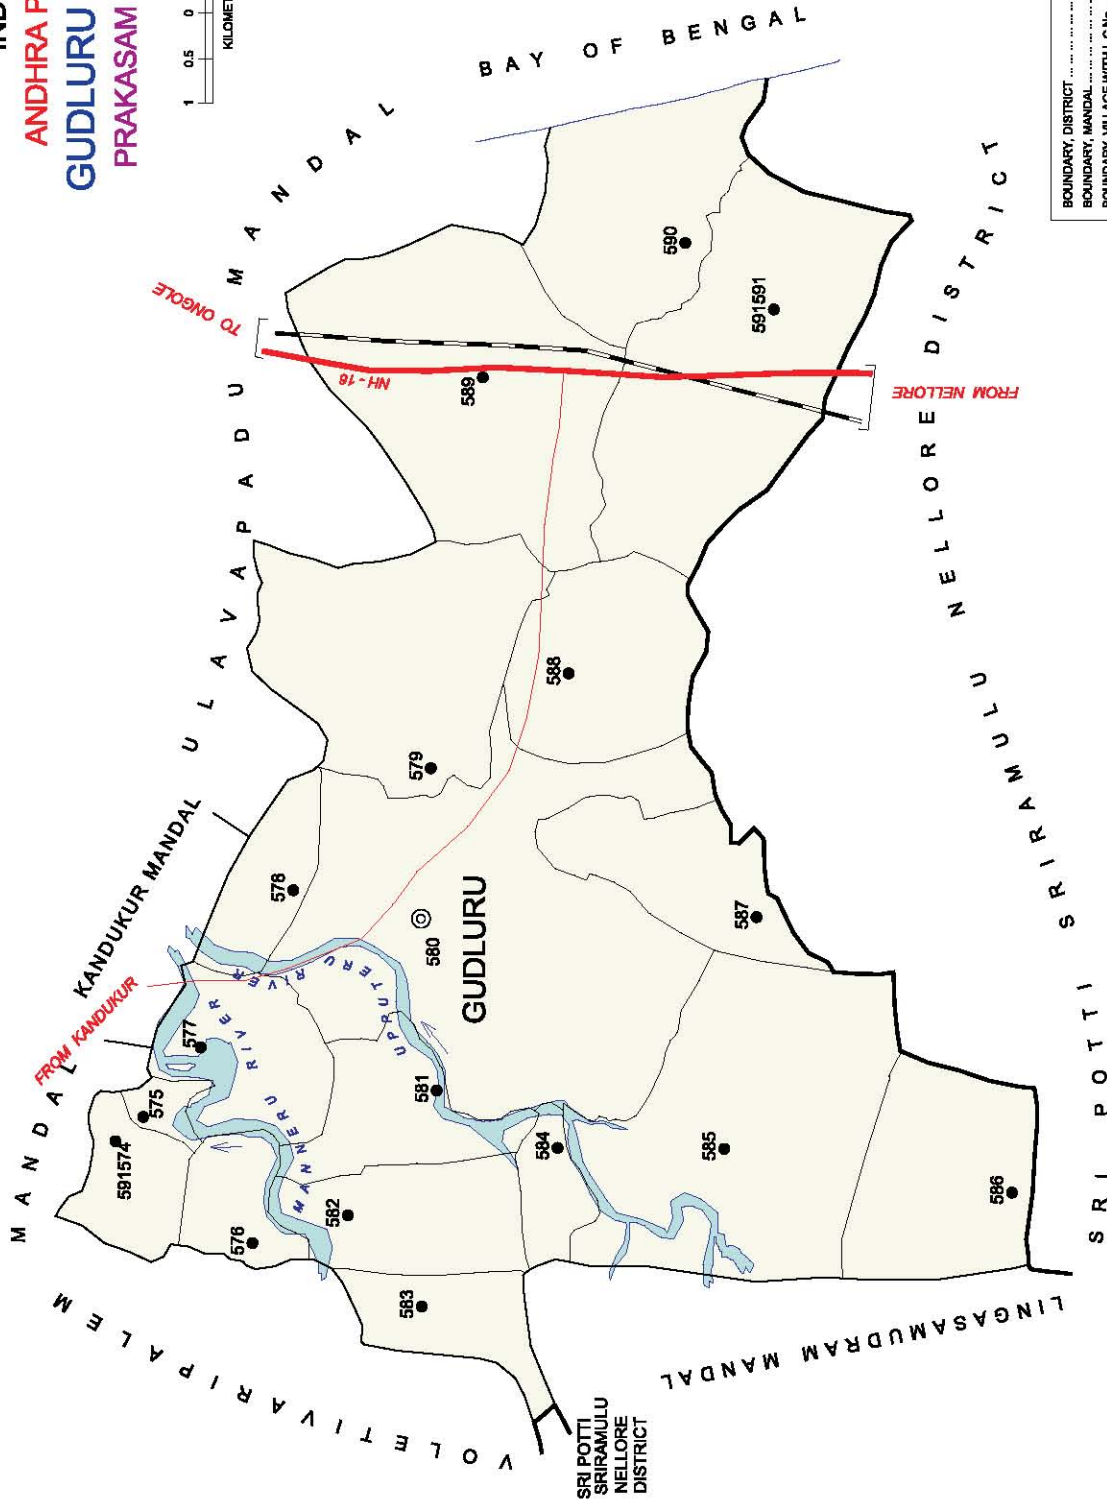 IND
ANDHRA P
GUDLURU
PRAKASAM
1 0.5 0
KILOMET
BAY OF BENGAL
ULAVAPADU MANDAL
KANDUKUR MANDAL
VOLETIVARIPALEM MANDAL
LINGASAMUDRAM MANDAL
SRI POTTI SRIRAMULU NELLORE DISTRICT
SRI POTTI
SRIRAMULU
NELLORE
DISTRICT
TO ONGOLE
NH - 16
FROM NELLORE
FROM KANDUKUR
MANNERU RIVER
UPPUTERU RIVER
RIVER
GUDLURU
591574
575
576
577
578
579
580
581
582
583
584
585
586
587
588
589
590
591591
BOUNDARY, DISTRICT
BOUNDARY, MANDAL